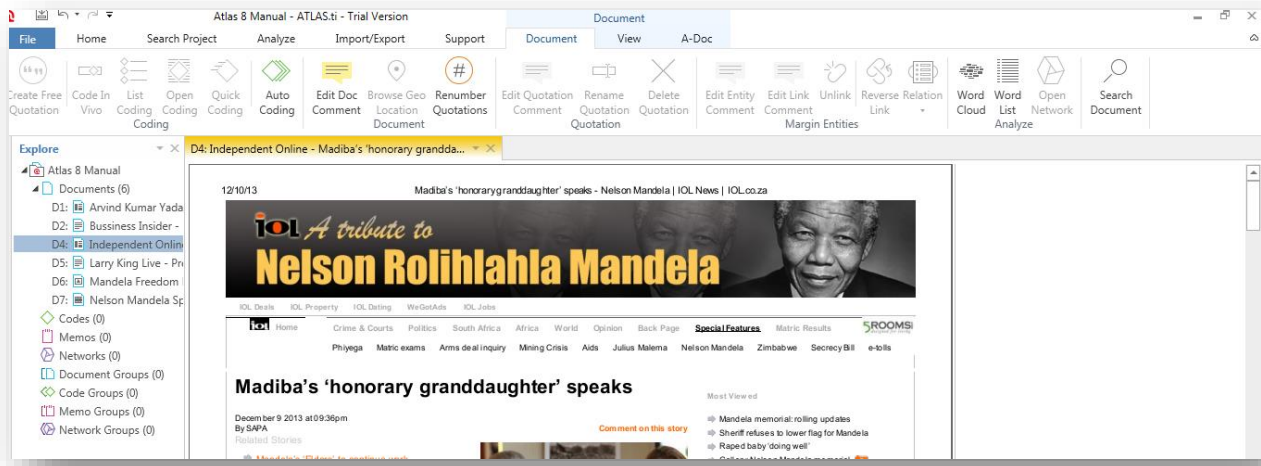 Atlas 8 Manual - ATLAS.ti - Trial Version
Document
File Home Search Project Analyze Import/Export Support Document View A-Doc
Create Free Quotation
Code In Vivo
List Coding
Open Coding
Quick Coding
Auto Coding
Coding
Edit Doc Comment
Browse Geo Location
Renumber Quotations
Document
Edit Quotation Comment
Rename Quotation
Delete Quotation
Quotation
Edit Entity Comment
Edit Link Comment
Unlink
Reverse Link
Relation
Margin Entities
Word Cloud
Word List
Open Network
Analyze
Search Document
Explore
Atlas 8 Manual
Documents (6)
D1: Arvind Kumar Yada
D2: Bussiness Insider -
D4: Independent Onlin
D5: Larry King Live - Pr
D6: Mandela Freedom
D7: Nelson Mandela Sp
Codes (0)
Memos (0)
Networks (0)
Document Groups (0)
Code Groups (0)
Memo Groups (0)
Network Groups (0)
D4: Independent Online - Madiba's 'honorary grandda...
12/10/13 Madiba's 'honorary granddaughter' speaks - Nelson Mandela | IOL News | IOL.co.za
iOL A tribute to
Nelson Rolihlahla Mandela
IOL Deals IOL Property IOL Dating WeGotAds IOL Jobs
iol Home Crime & Courts Politics South Africa Africa World Opinion Back Page Special Features Matric Results 5ROOMS
Phiyega Matric exams Arms deal inquiry Mining Crisis Aids Julius Malema Nelson Mandela Zimbabwe Secrecy Bill e-tolls
Madiba's 'honorary granddaughter' speaks
December 9 2013 at 09:36pm
By SAPA
Comment on this story
Related Stories
Mandela's 'Elders' to continue work
Most Viewed
Mandela memorial: rolling updates
Sheriff refuses to lower flag for Mandela
Raped baby 'doing well'